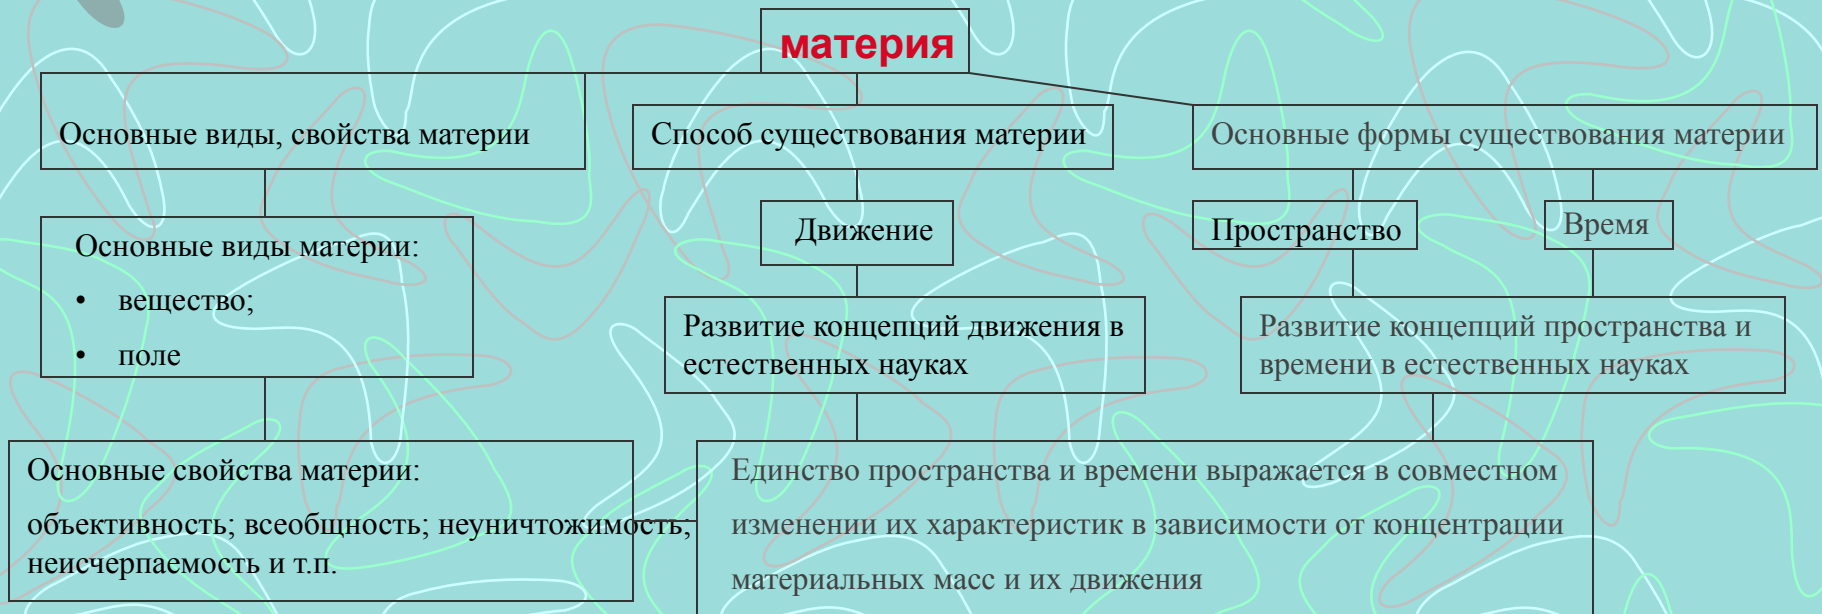 материя
Основные виды, свойства материи
Способ существования материи
Основные формы существования материи
Основные виды материи:
• вещество;
• поле
Движение
Пространство
Время
Развитие концепций движения в
естественных науках
Развитие концепций пространства и
времени в естественных науках
Основные свойства материи:
объективность; всеобщность; неуничтожимость;
неисчерпаемость и т.п.
Единство пространства и времени выражается в совместном
изменении их характеристик в зависимости от концентрации
материальных масс и их движения